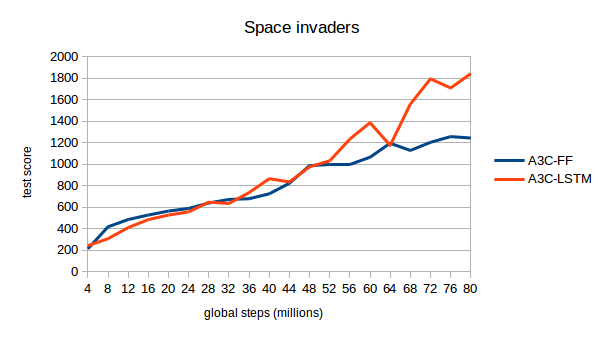 Space invaders
test score
2000
1800
1600
1400
1200
1000
800
600
400
200
0
4 8 12 16 20 24 28 32 36 40 44 48 52 56 60 64 68 72 76 80
global steps (millions)
A3C-FF
A3C-LSTM